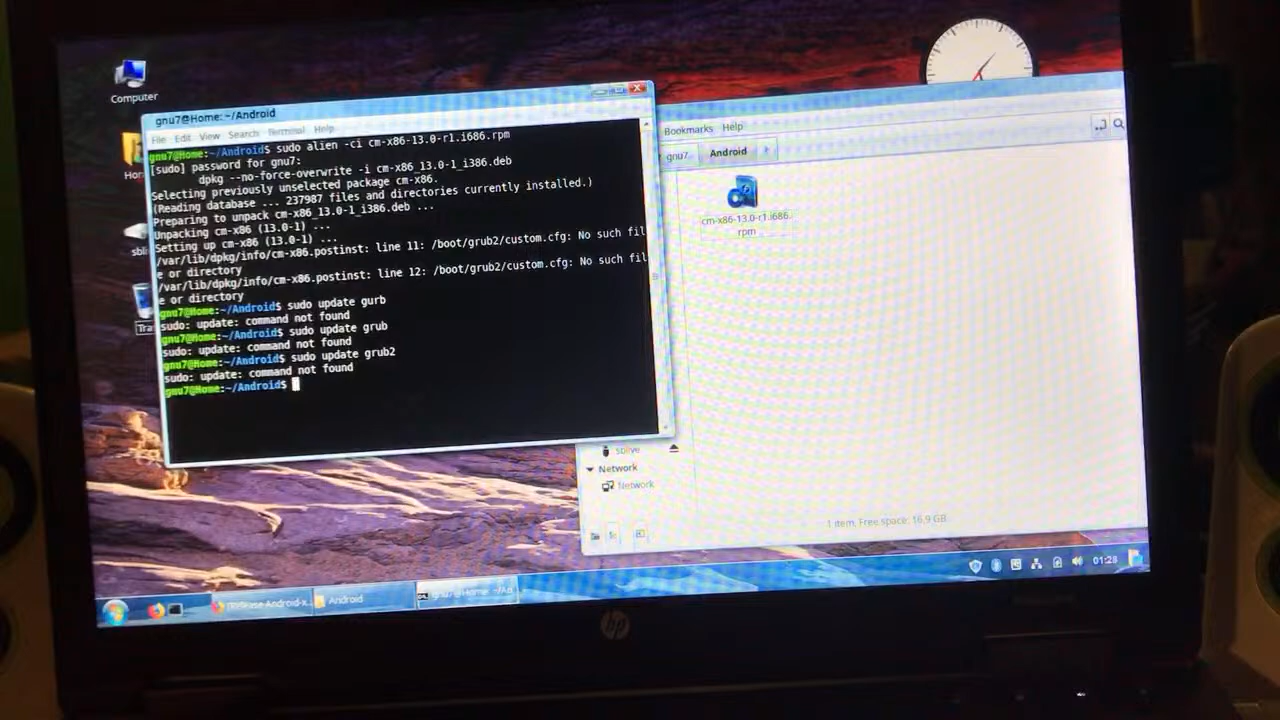 Computer
gnu7@Home: ~/Android
File Edit View Search Terminal Help
gnu7@Home:~/Android$ sudo alien -ci cm-x86-13.0-r1.i686.rpm
[sudo] password for gnu7:
dpkg --no-force-overwrite -i cm-x86_13.0-1_i386.deb
Selecting previously unselected package cm-x86.
(Reading database ... 237987 files and directories currently installed.)
Preparing to unpack cm-x86_13.0-1_i386.deb ...
Unpacking cm-x86 (13.0-1) ...
Setting up cm-x86 (13.0-1) ...
/var/lib/dpkg/info/cm-x86.postinst: line 11: /boot/grub2/custom.cfg: No such fil
e or directory
/var/lib/dpkg/info/cm-x86.postinst: line 12: /boot/grub2/custom.cfg: No such fil
e or directory
gnu7@Home:~/Android$ sudo update gurb
sudo: update: command not found
gnu7@Home:~/Android$ sudo update grub
sudo: update: command not found
gnu7@Home:~/Android$ sudo update grub2
sudo: update: command not found
gnu7@Home:~/Android$
Bookmarks Help
gnu7 Android
cm-x86-13.0-r1.i686.
rpm
sblive
Network
Network
1 item, Free space: 16,9 GB
Android
gnu7@Home: ~/An
01:28
hp